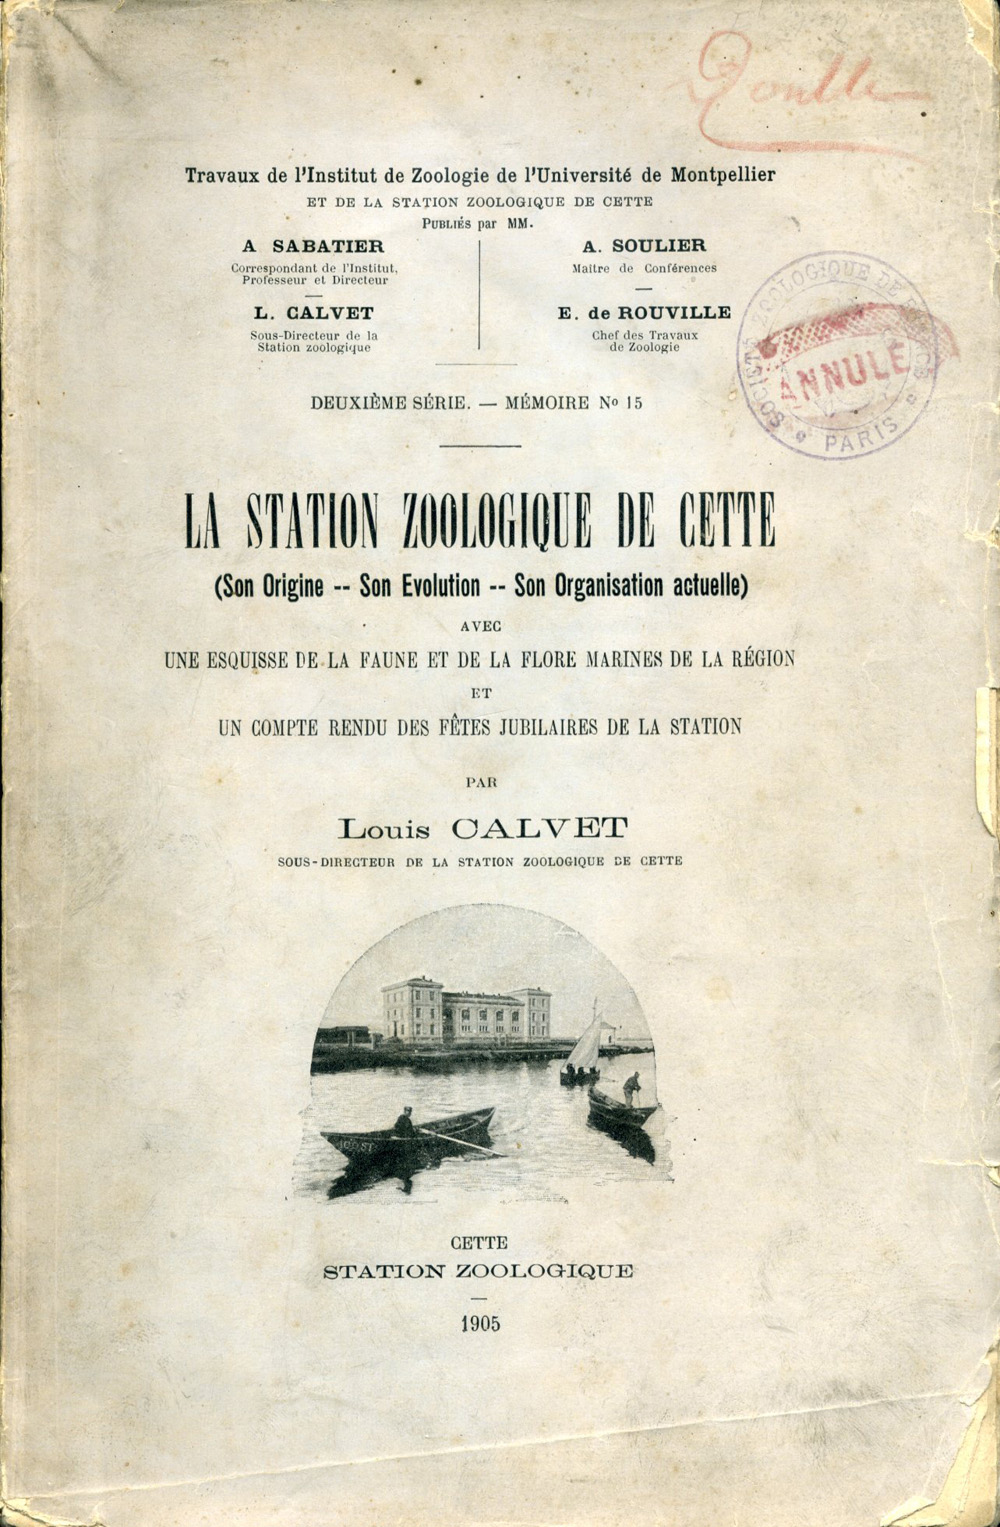 Travaux de l'Institut de Zoologie de l'Université de Montpellier
ET DE LA STATION ZOOLOGIQUE DE CETTE
PUBLIÉS par MM.
A SABATIER
Correspondant de l'Institut,
Professeur et Directeur
L. CALVET
Sous-Directeur de la
Station zoologique
A. SOULIER
Maître de Conférences
E. de ROUVILLE
Chef des Travaux
de Zoologie
SOCIÉTÉ ZOOLOGIQUE DE FRANCE
PARIS
ANNULÉ
DEUXIÈME SÉRIE. — MÉMOIRE No 15
LA STATION ZOOLOGIQUE DE CETTE
(Son Origine -- Son Evolution -- Son Organisation actuelle)
AVEC
UNE ESQUISSE DE LA FAUNE ET DE LA FLORE MARINES DE LA RÉGION
ET
UN COMPTE RENDU DES FÊTES JUBILAIRES DE LA STATION
PAR
Louis CALVET
SOUS-DIRECTEUR DE LA STATION ZOOLOGIQUE DE CETTE
CETTE
STATION ZOOLOGIQUE
1905